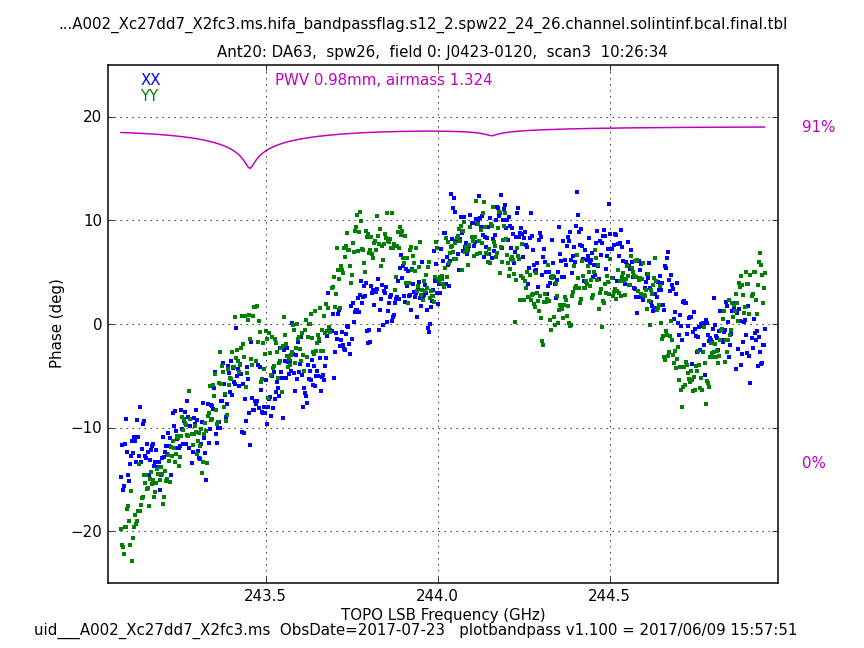 ...A002_Xc27dd7_X2fc3.ms.hifa_bandpassflag.s12_2.spw22_24_26.channel.solintinf.bcal.final.tbl
Ant20: DA63, spw26, field 0: J0423-0120, scan3 10:26:34
XX
PWV 0.98mm, airmass 1.324
YY
20
91%
10
0
−10
0%
−20
Phase (deg)
243.5
244.0
244.5
TOPO LSB Frequency (GHz)
uid___A002_Xc27dd7_X2fc3.ms ObsDate=2017-07-23 plotbandpass v1.100 = 2017/06/09 15:57:51